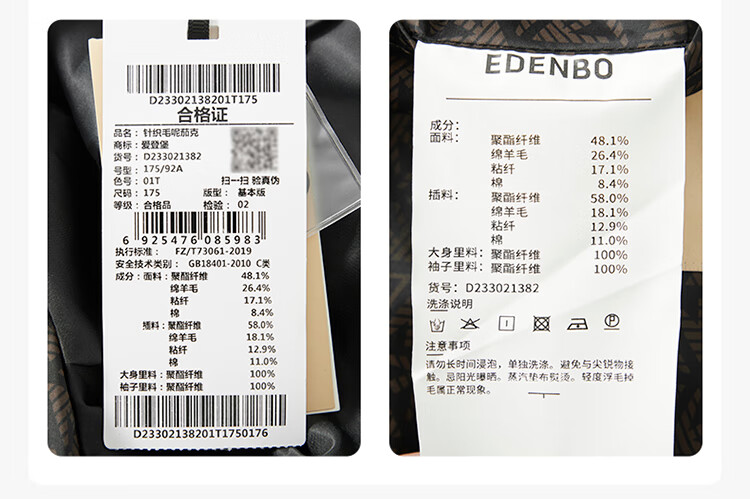 D23302138201T175
合格证
品名：针织毛呢茄克
商标：爱登堡
货号：D233021382
号型：175/92A
色号：01T 扫一扫 验真伪
尺码：175 版型：基本版
等级：合格品 检验：02
6 925476 085983
执行标准： FZ/T73061-2019
安全技术类别： GB18401-2010 C类
成分：面料：聚酯纤维 48.1%
绵羊毛 26.4%
粘纤 17.1%
棉 8.4%
插料：聚酯纤维 58.0%
绵羊毛 18.1%
粘纤 12.9%
棉 11.0%
大身里料：聚酯纤维 100%
袖子里料：聚酯纤维 100%
D23302138201T1750176
EDENBO
成分：
面料： 聚酯纤维 48.1%
绵羊毛 26.4%
粘纤 17.1%
棉 8.4%
插料： 聚酯纤维 58.0%
绵羊毛 18.1%
粘纤 12.9%
棉 11.0%
大身里料：聚酯纤维 100%
袖子里料：聚酯纤维 100%
货号：D233021382
洗涤说明
注意事项
请勿长时间浸泡，单独洗涤。避免与尖锐物接
触。忌阳光曝晒。蒸汽垫布熨烫。轻度浮毛掉
毛属正常现象。